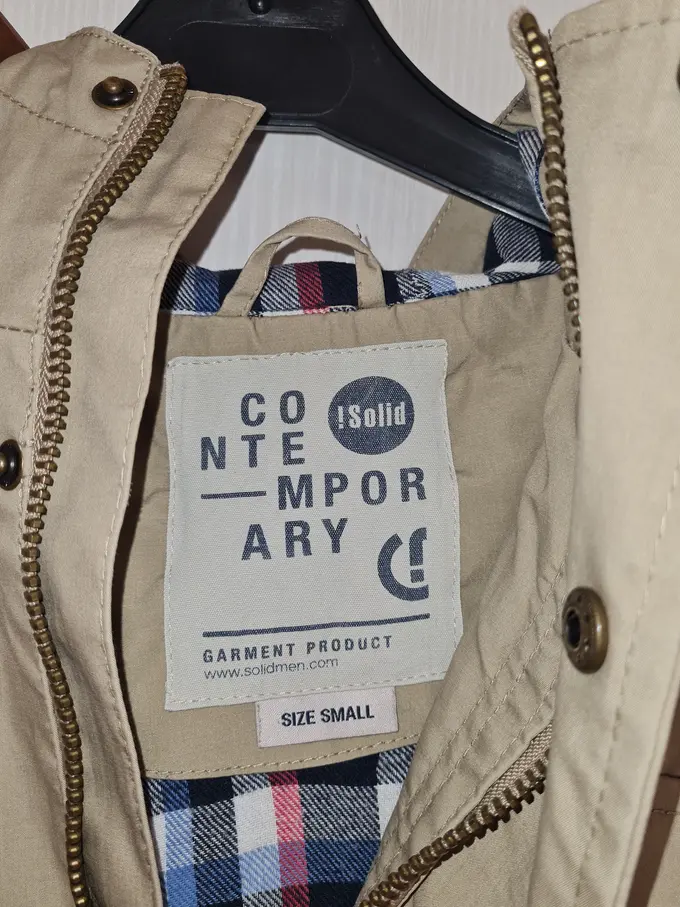 CO
!Solid
NTE
MPOR
ARY
GARMENT PRODUCT
www.solidmen.com
SIZE SMALL